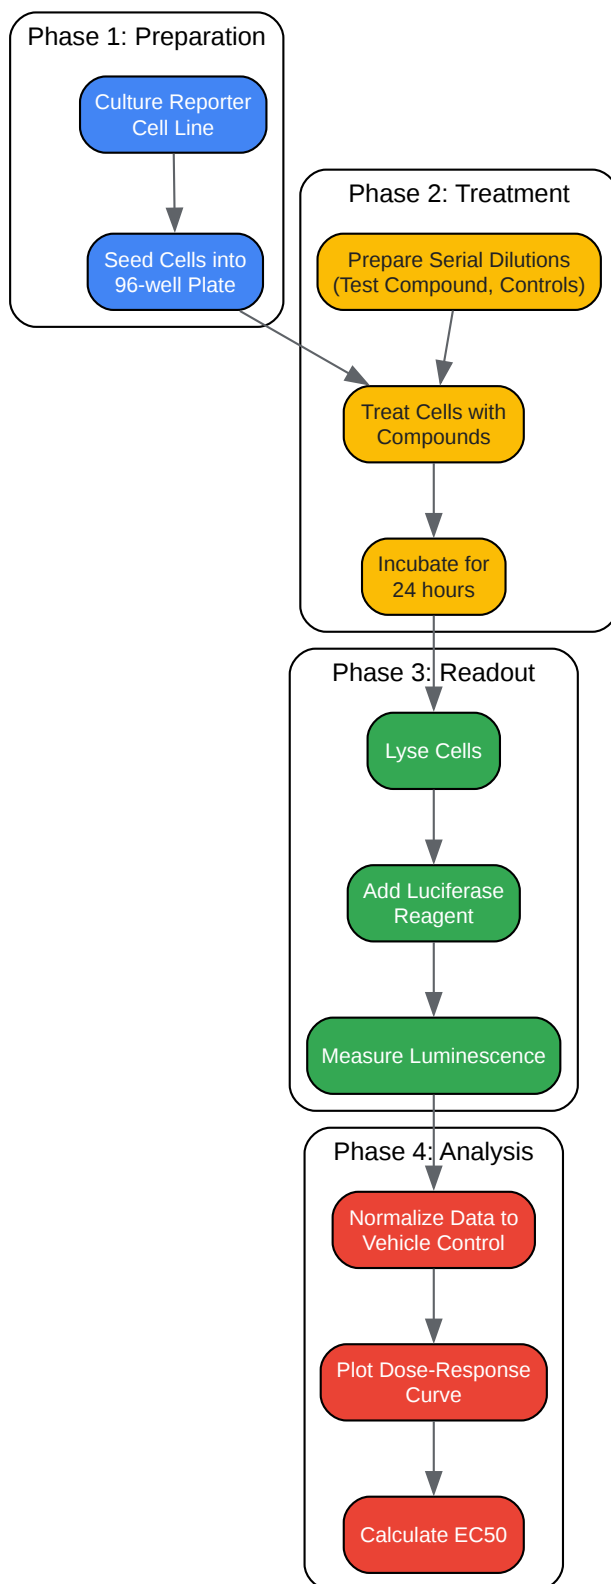 Phase 1: Preparation
Culture Reporter
Cell Line
Seed Cells into
96-well Plate
Phase 2: Treatment
Prepare Serial Dilutions
(Test Compound, Controls)
Treat Cells with
Compounds
Incubate for
24 hours
Phase 3: Readout
Lyse Cells
Add Luciferase
Reagent
Measure Luminescence
Phase 4: Analysis
Normalize Data to
Vehicle Control
Plot Dose-Response
Curve
Calculate EC50